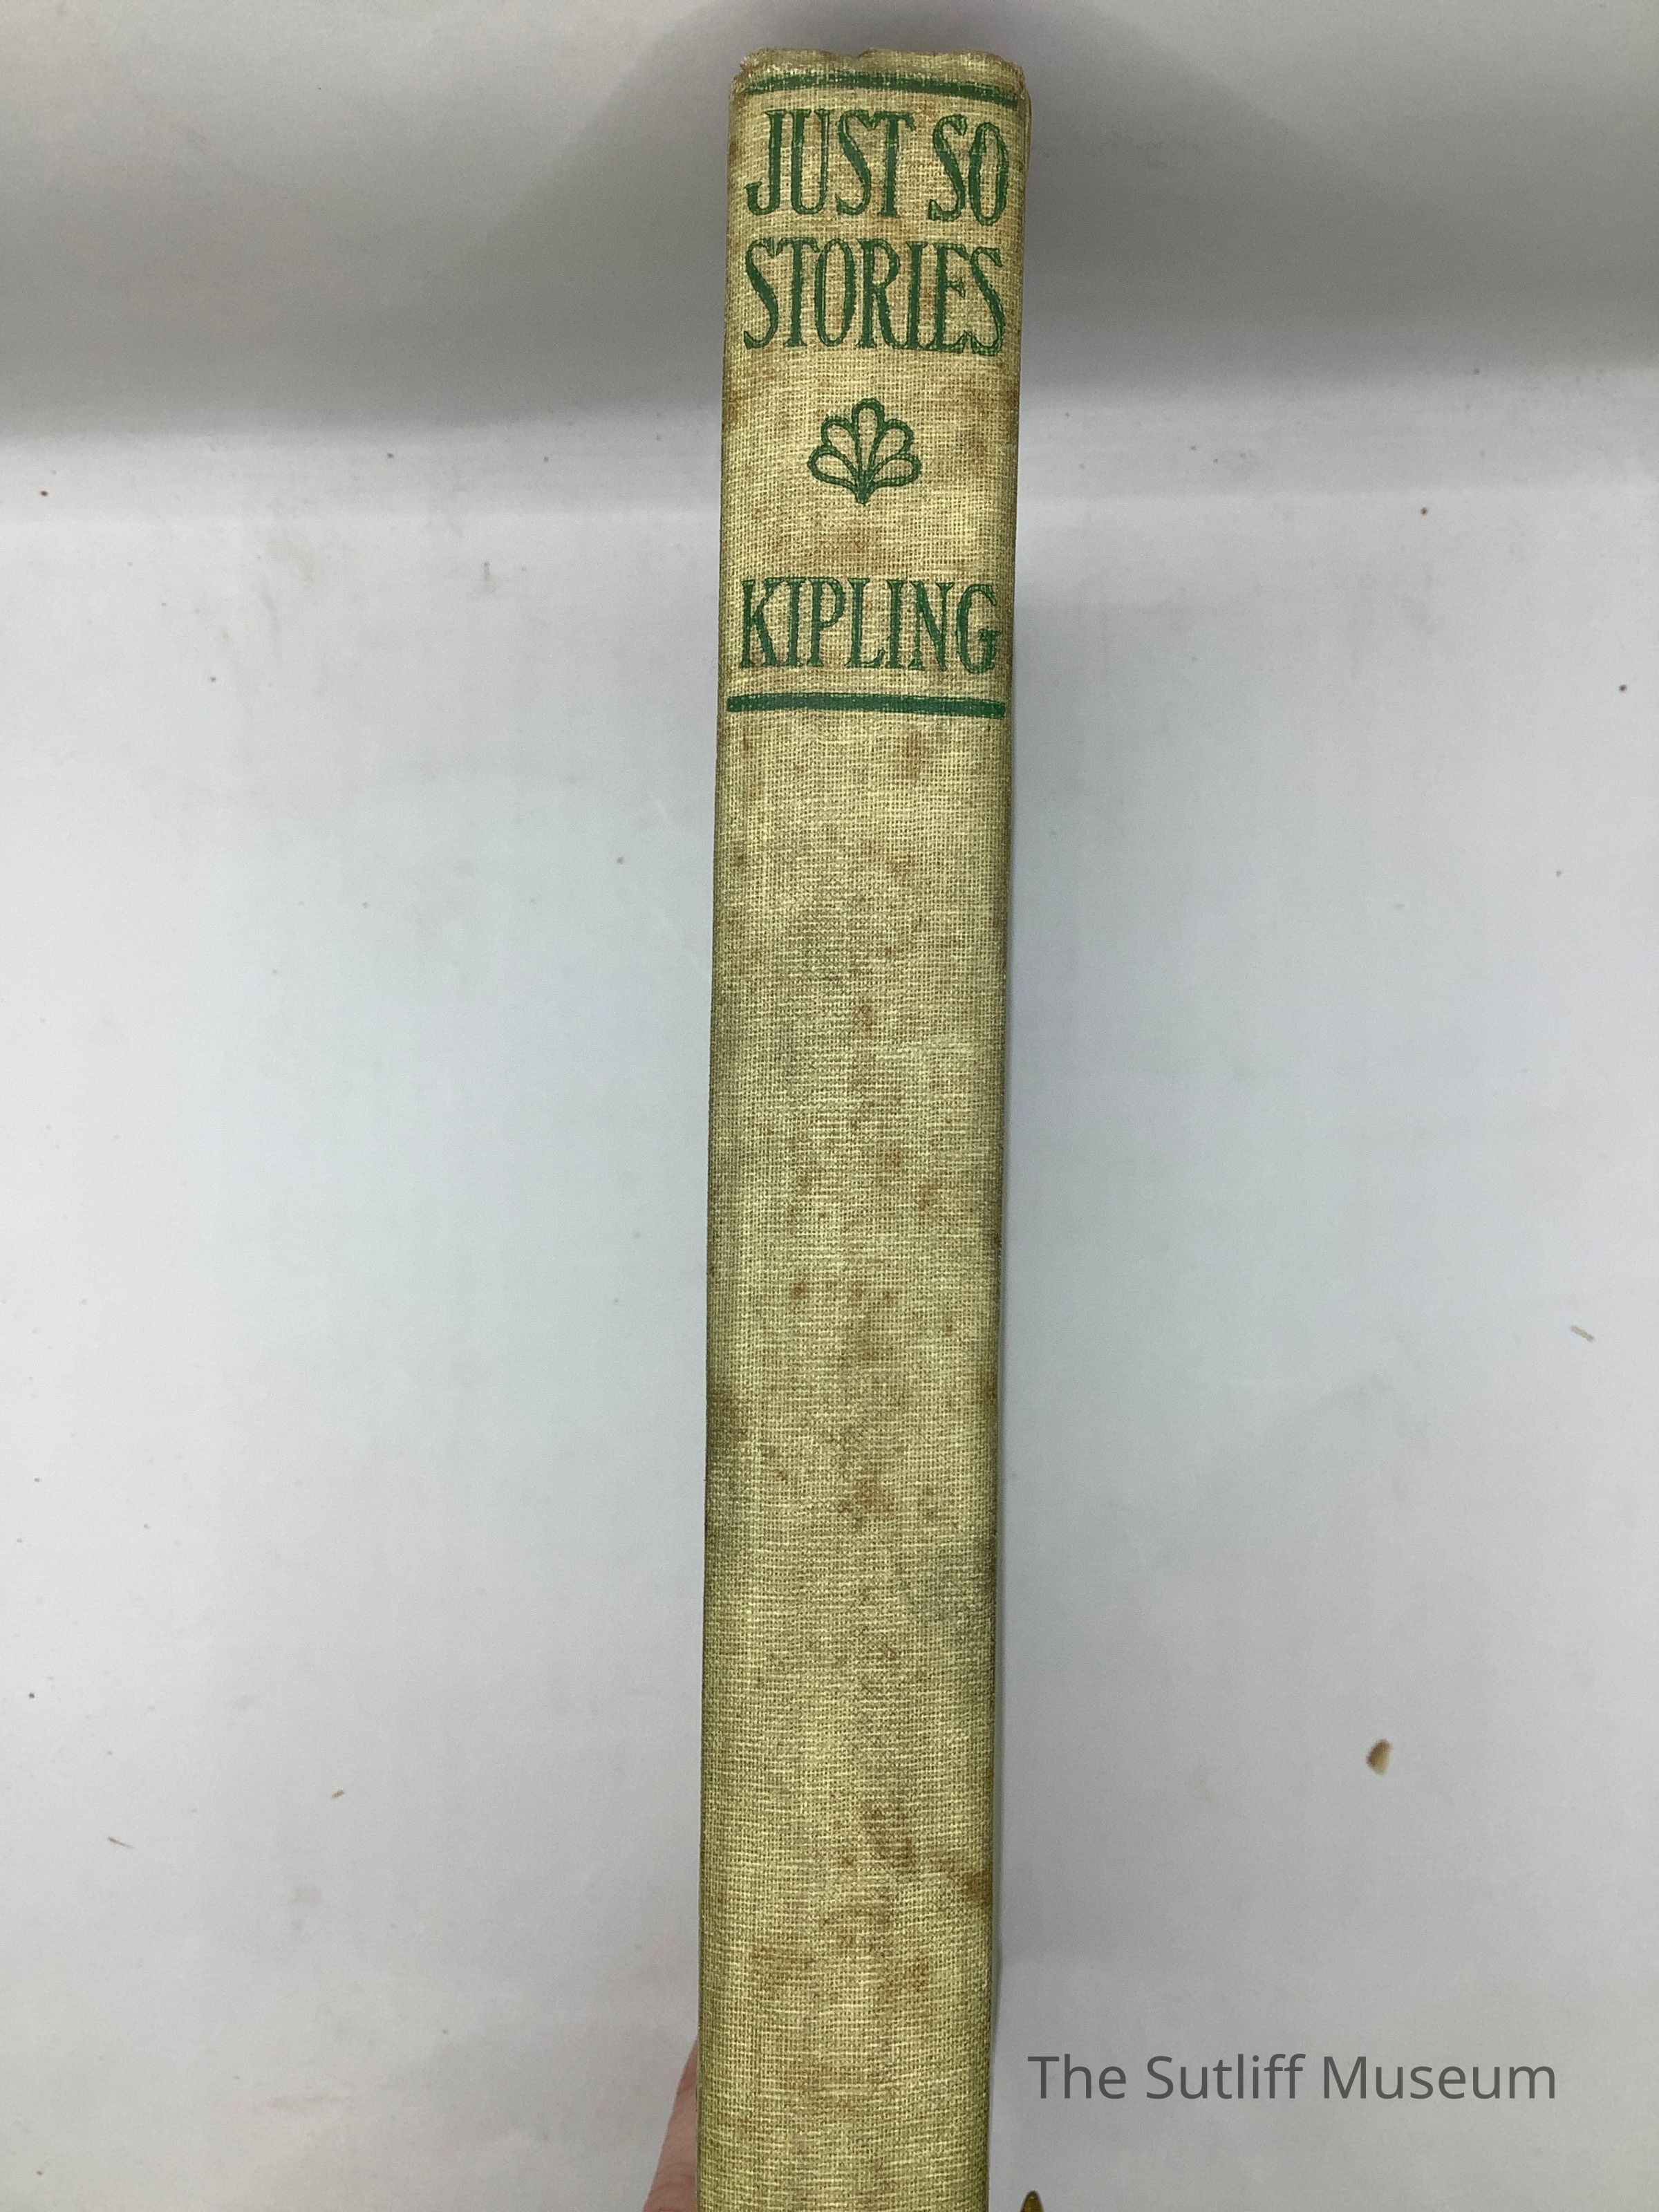 JUST SO
STORIES
KIPLING
The Sutliff Museum